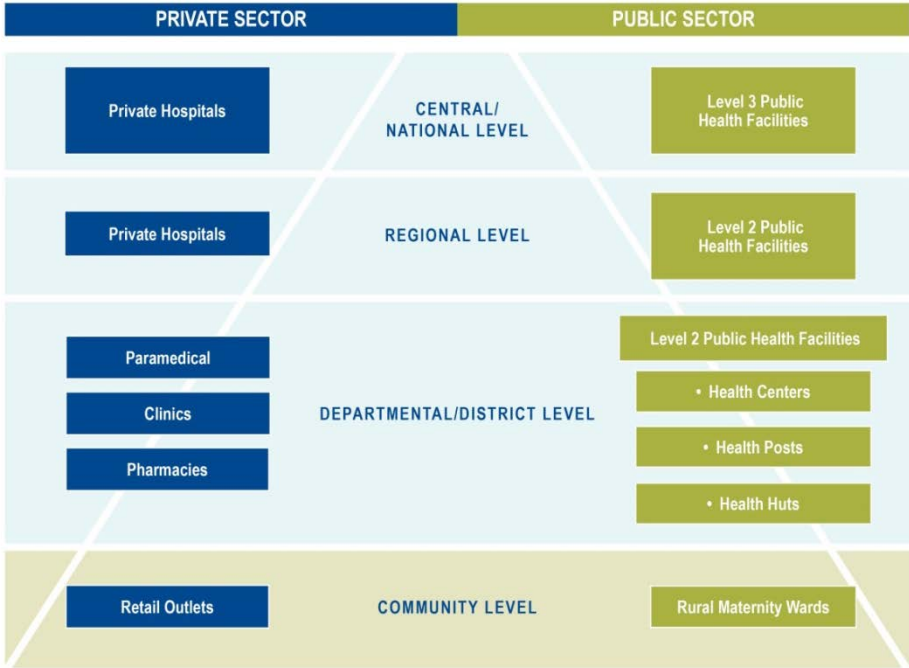 PRIVATE SECTOR
PUBLIC SECTOR
Private Hospitals
CENTRAL/
NATIONAL LEVEL
Level 3 Public
Health Facilities
Private Hospitals
REGIONAL LEVEL
Level 2 Public
Health Facilities
Paramedical
Clinics
Pharmacies
DEPARTMENTAL/DISTRICT LEVEL
Level 2 Public Health Facilities
• Health Centers
• Health Posts
• Health Huts
Retail Outlets
COMMUNITY LEVEL
Rural Maternity Wards